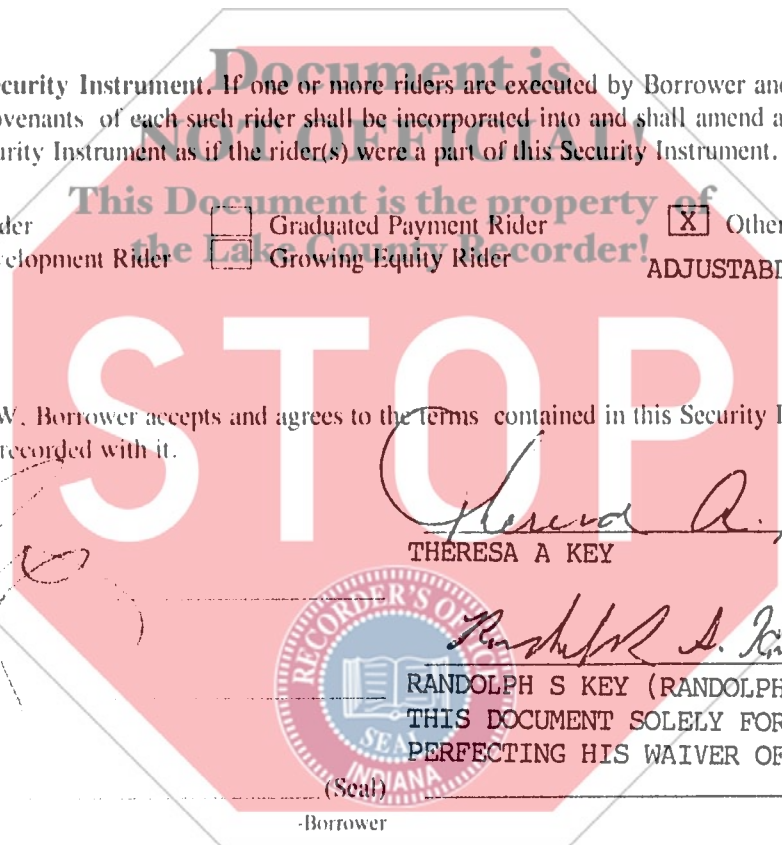 Document is
ecurity Instrument. If one or more riders are executed by Borrower and
ovenants of each such rider shall be incorporated into and shall amend a
NOT OFFICIAL!
urity Instrument as if the rider(s) were a part of this Security Instrument.
This Document is the property of
der Graduated Payment Rider X Other
the Lake County Recorder!
velopment Rider Growing Equity Rider
ADJUSTABL
STOP
W. Borrower accepts and agrees to the terms contained in this Security I
recorded with it.
Theresa A.
THERESA A KEY
Randolph S.
RANDOLPH S KEY (RANDOLPH
THIS DOCUMENT SOLELY FOR
PERFECTING HIS WAIVER OF
RECORDER'S OFFICE
SEAL
INDIANA
(Seal)
-Borrower